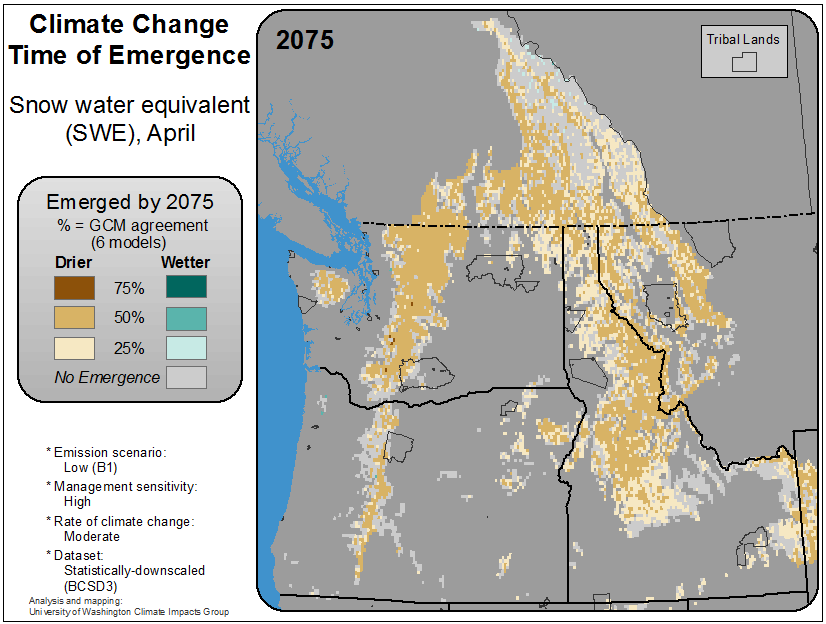 Climate Change
Time of Emergence
Snow water equivalent
(SWE), April
Emerged by 2075
% = GCM agreement
(6 models)
Drier Wetter
75%
50%
25%
No Emergence
* Emission scenario:
Low (B1)
* Management sensitivity:
High
* Rate of climate change:
Moderate
* Dataset:
Statistically-downscaled
(BCSD3)
Analysis and mapping:
University of Washington Climate Impacts Group
2075
Tribal Lands